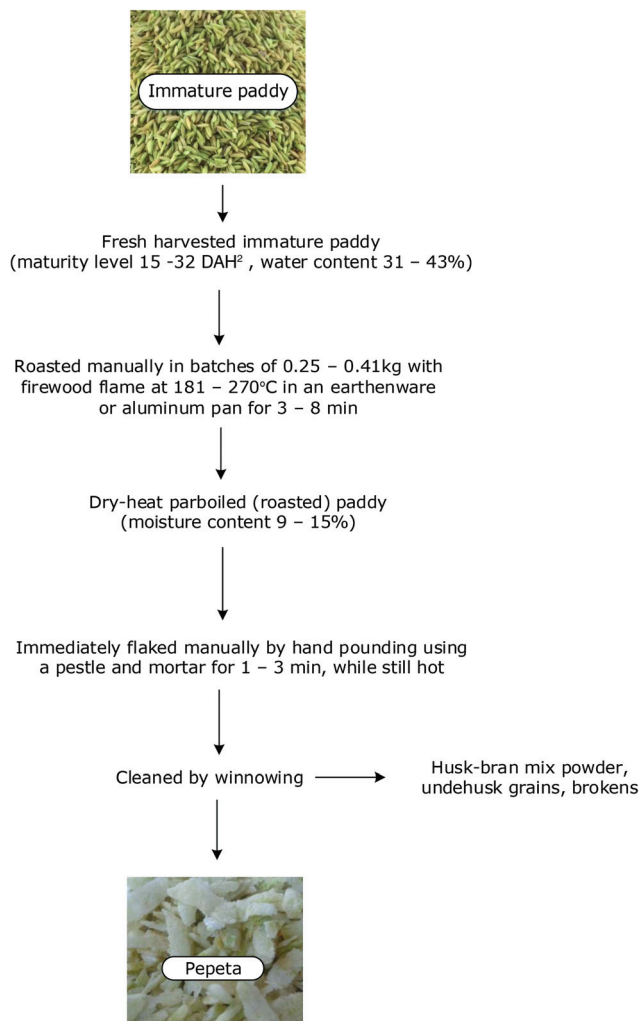 Immature paddy
Fresh harvested immature paddy
(maturity level 15 -32 DAH² , water content 31 – 43%)
Roasted manually in batches of 0.25 – 0.41kg with
firewood flame at 181 – 270°C in an earthenware
or aluminum pan for 3 – 8 min
Dry-heat parboiled (roasted) paddy
(moisture content 9 – 15%)
Immediately flaked manually by hand pounding using
a pestle and mortar for 1 – 3 min, while still hot
Cleaned by winnowing
Husk-bran mix powder,
undehusk grains, brokens
Pepeta